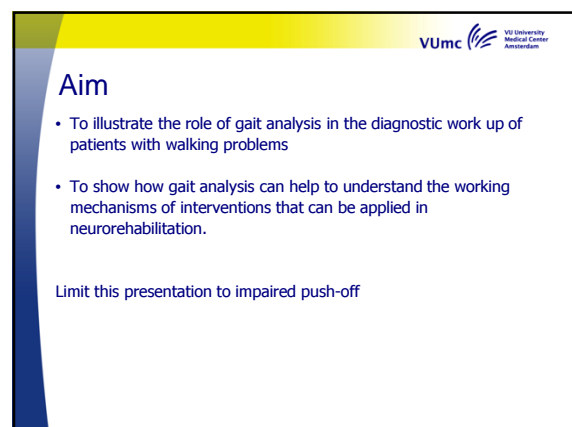 VUmc VU University
Medical Center
Amsterdam
Aim
• To illustrate the role of gait analysis in the diagnostic work up of
patients with walking problems
• To show how gait analysis can help to understand the working
mechanisms of interventions that can be applied in
neurorehabilitation.
Limit this presentation to impaired push-off